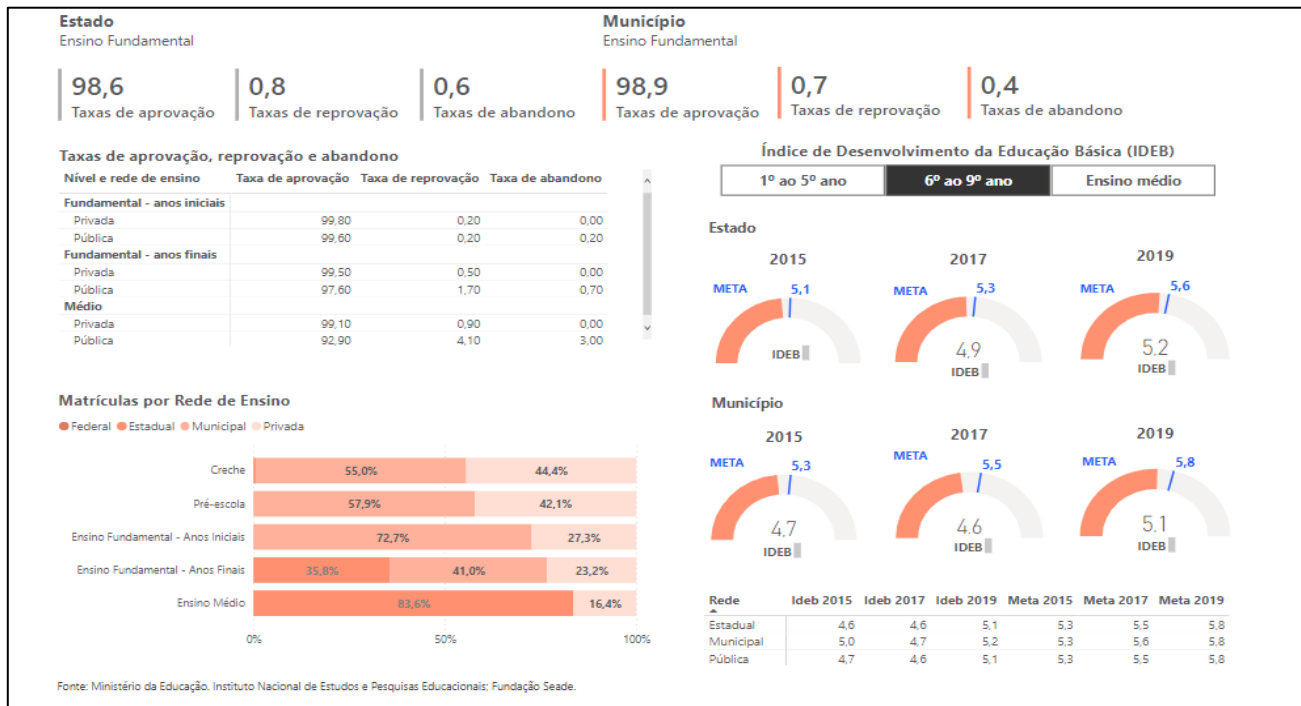 Estado
Ensino Fundamental
98,6
Taxas de aprovação
0,8
Taxas de reprovação
0,6
Taxas de abandono
Município
Ensino Fundamental
98,9
Taxas de aprovação
0,7
Taxas de reprovação
0,4
Taxas de abandono
Taxas de aprovação, reprovação e abandono
Nível e rede de ensino Taxa de aprovação Taxa de reprovação Taxa de abandono
Fundamental - anos iniciais
Privada 99,80 0,20 0,00
Pública 99,60 0,20 0,20
Fundamental - anos finais
Privada 99,50 0,50 0,00
Pública 97,60 1,70 0,70
Médio
Privada 99,10 0,90 0,00
Pública 92,90 4,10 3,00
Matrículas por Rede de Ensino
Federal Estadual Municipal Privada
Creche 55,0% 44,4%
Pré-escola 57,9% 42,1%
Ensino Fundamental - Anos Iniciais 72,7% 27,3%
Ensino Fundamental - Anos Finais 35,8% 41,0% 23,2%
Ensino Médio 83,6% 16,4%
0% 50% 100%
Índice de Desenvolvimento da Educação Básica (IDEB)
1º ao 5º ano 6º ao 9º ano Ensino médio
Estado
2015
META 5,1
IDEB
2017
META 5,3
4.9
IDEB
2019
META 5,6
5.2
IDEB
Município
2015
META 5,3
4.7
IDEB
2017
META 5,5
4.6
IDEB
2019
META 5,8
5.1
IDEB
Rede Ideb 2015 Ideb 2017 Ideb 2019 Meta 2015 Meta 2017 Meta 2019
Estadual 4,6 4,6 5,1 5,3 5,5 5,8
Municipal 5,0 4,7 5,2 5,3 5,6 5,8
Pública 4,7 4,6 5,1 5,3 5,5 5,8
Fonte: Ministério da Educação. Instituto Nacional de Estudos e Pesquisas Educacionais; Fundação Seade.